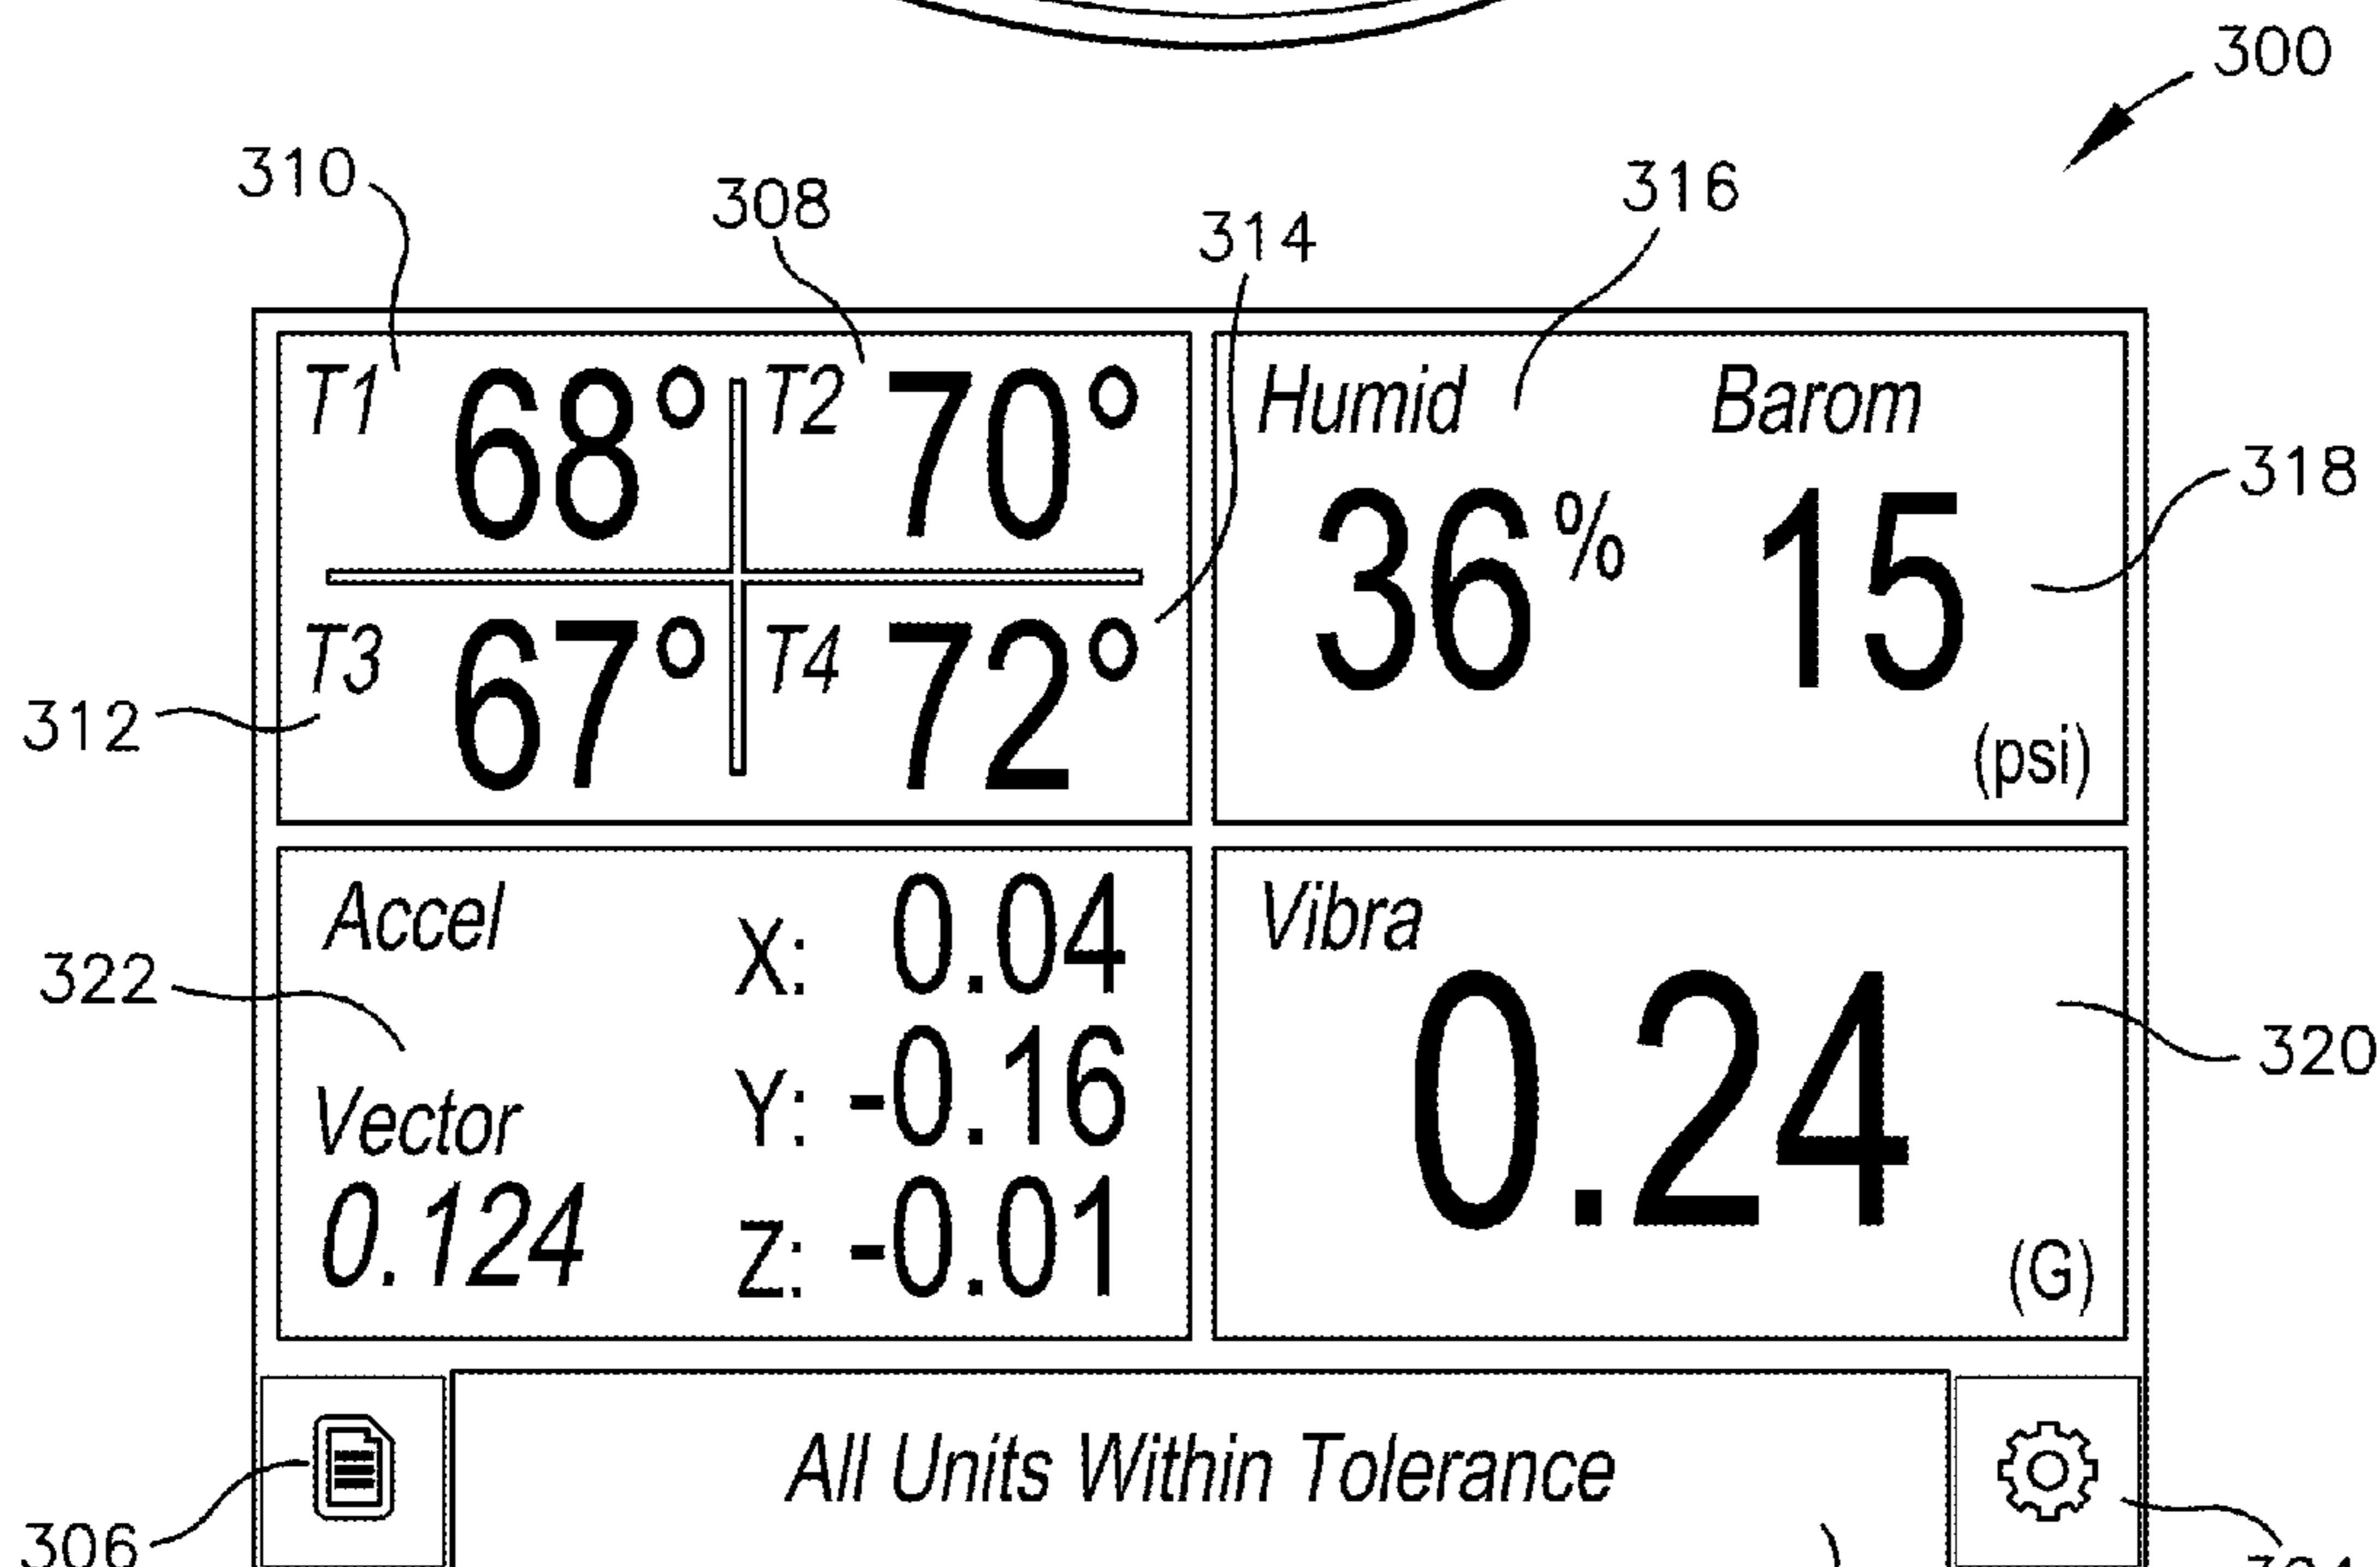 300
310
308
316
314
T1 68° T2 70°
Humid Barom
318
36% 15
T3 67° T4 72°
312
(psi)
Accel X: 0.04
Vibra
322
Y: -0.16
0.24
320
Vector
0.124
Z: -0.01
(G)
All Units Within Tolerance
306